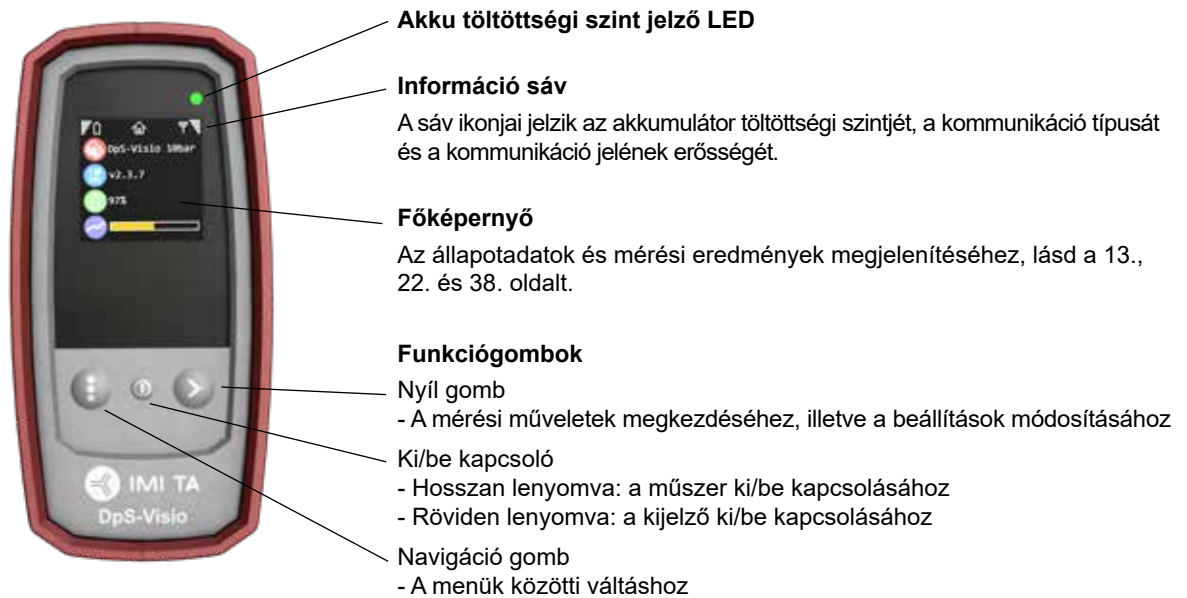 Akku töltöttségi szint jelző LED
Információ sáv
A sáv ikonjai jelzik az akkumulátor töltöttségi szintjét, a kommunikáció típusát
és a kommunikáció jelének erősségét.
DpS-Visio 10bar
v2.3.7
97%
Főképernyő
Az állapotadatok és mérési eredmények megjelenítéséhez, lásd a 13.,
22. és 38. oldalt.
Funkciógombok
Nyíl gomb
- A mérési műveletek megkezdéséhez, illetve a beállítások módosításához
Ki/be kapcsoló
- Hosszan lenyomva: a műszer ki/be kapcsolásához
- Röviden lenyomva: a kijelző ki/be kapcsolásához
Navigáció gomb
- A menük közötti váltáshoz
IMI TA
DpS-Visio